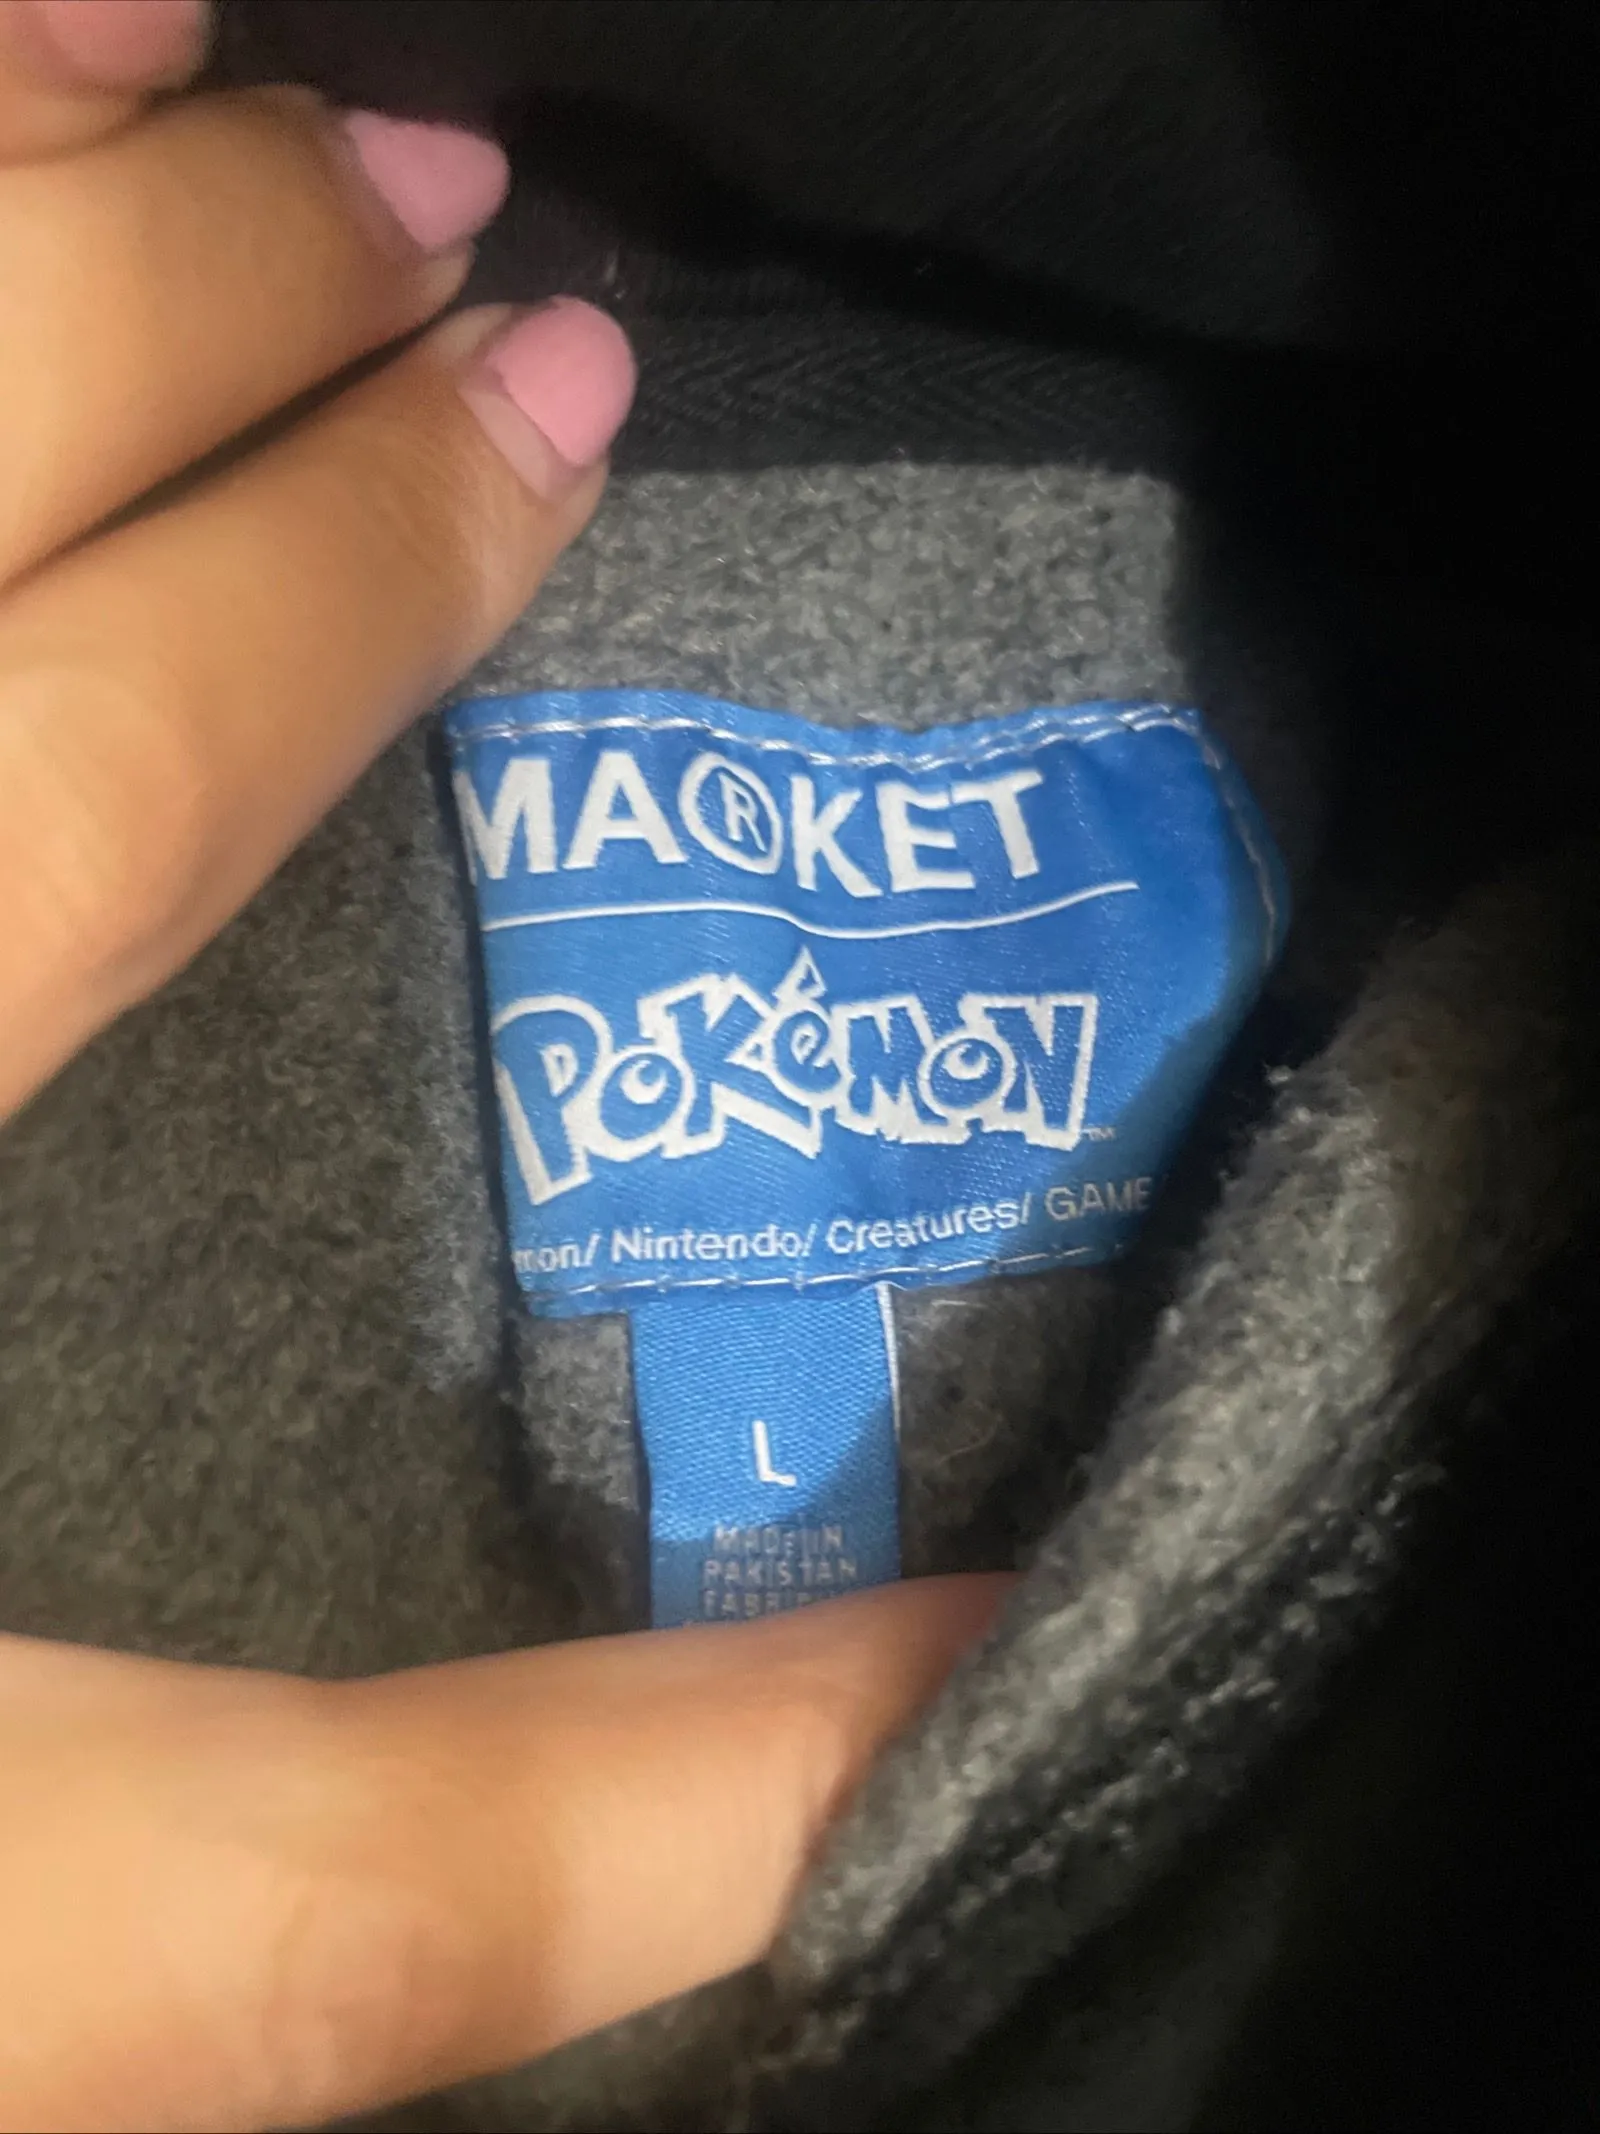 MA®KET
POKéMON™
mon/ Nintendo/ Creatures/ GAME
L
MADE IN
PAKISTAN